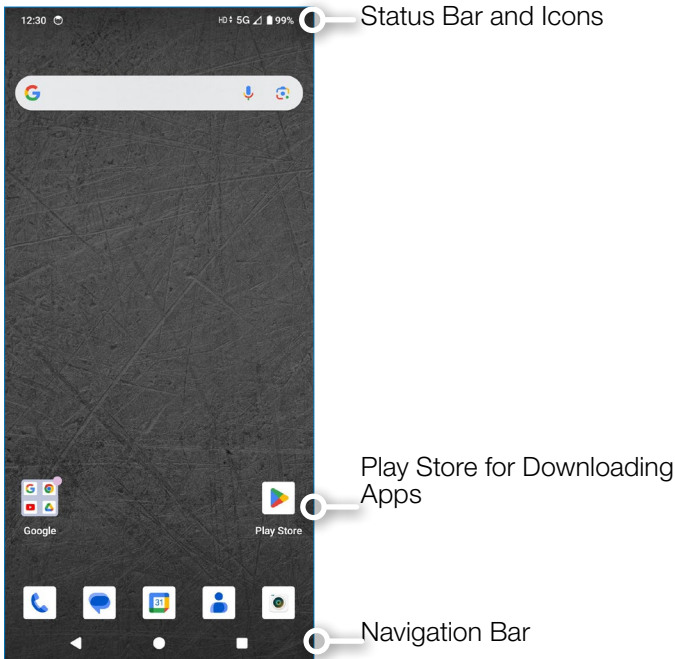 12:30 HD 5G 99%
Status Bar and Icons
G
Play Store for Downloading
Apps
Google Play Store
31
Navigation Bar